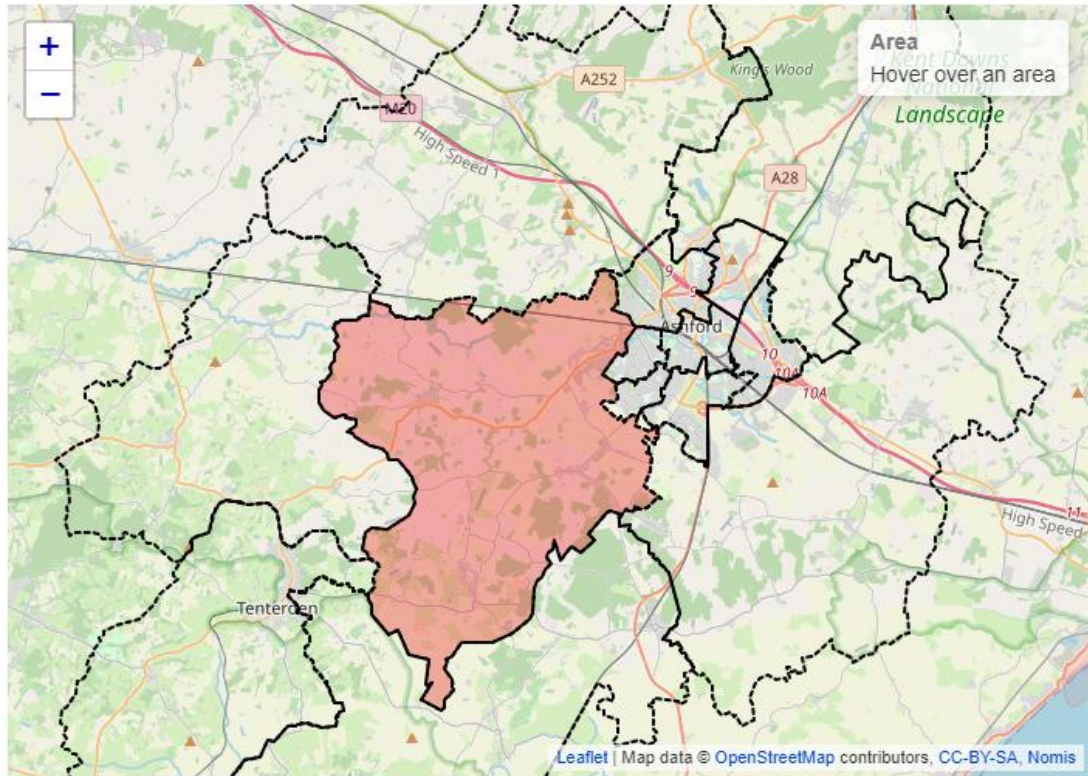 +
−
A252
King's Wood
Area
Hover over an area
Kent Downs
National
Landscape
M20
High Speed 1
A28
9
9
Ashford
10
10A
10A
11
High Speed
Tenterden
Leaflet | Map data © OpenStreetMap contributors, CC-BY-SA, Nomis